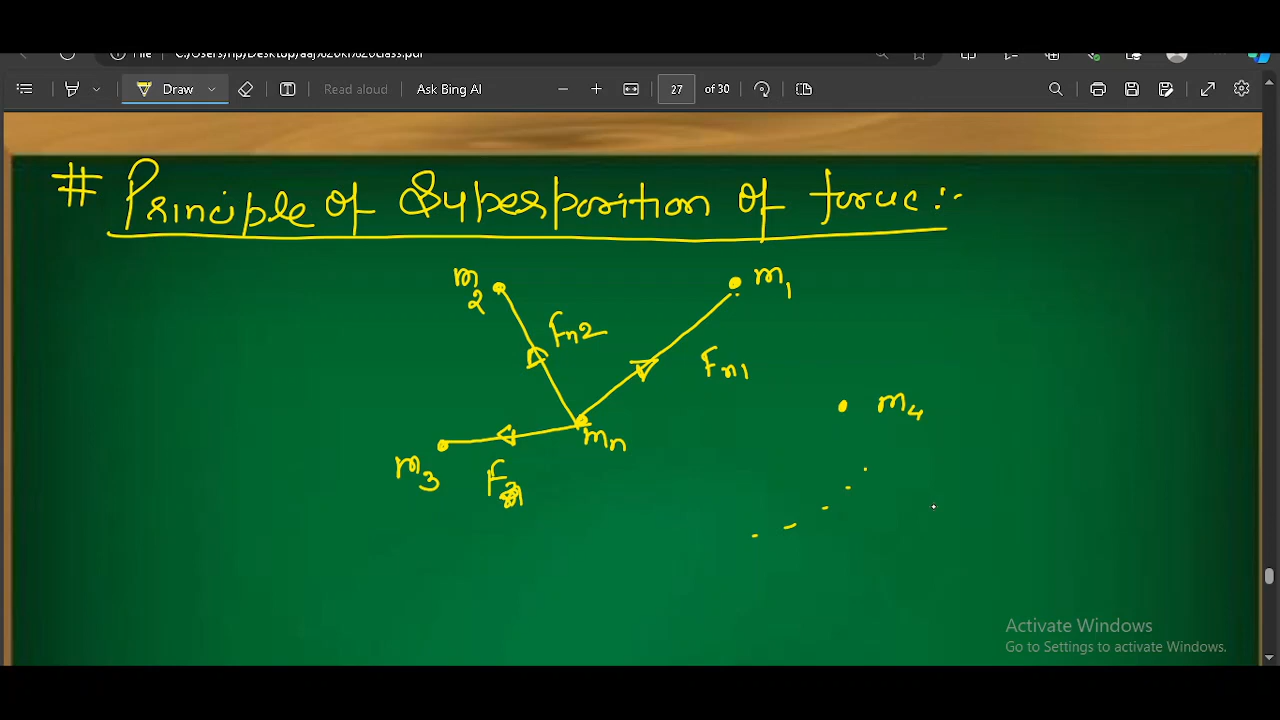 File C:/Users/hp/Desktop/aaj%20ki%20class.pdf
Draw Read aloud Ask Bing AI 27 of 30
# Principle of Superposition of force :-
m2 m1
Fn2
Fn1
m4
mn
m3
Activate Windows
Go to Settings to activate Windows.